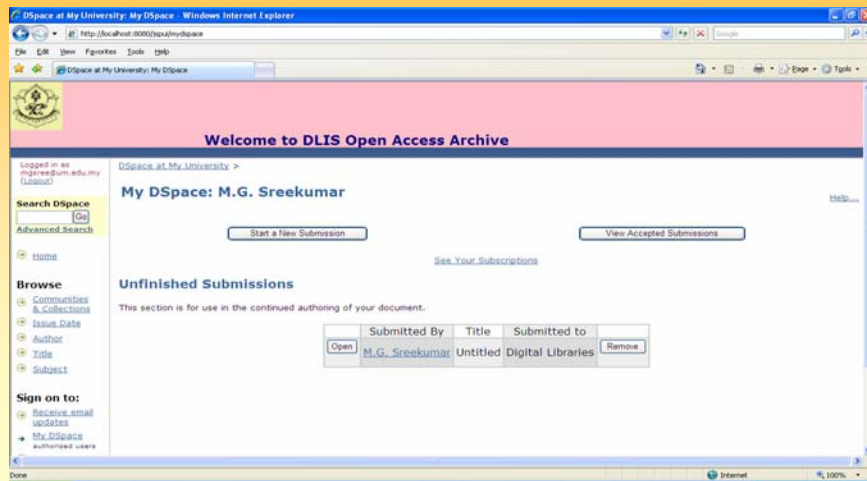 DSpace at My University: My DSpace - Windows Internet Explorer
http://localhost:8080/jspui/mydspace
Google
File Edit View Favorites Tools Help
DSpace at My University: My DSpace
Page Tools
Welcome to DLIS Open Access Archive
Logged in as
mgsree@um.edu.my
(Logout)
DSpace at My University >
My DSpace: M.G. Sreekumar
Help...
Search DSpace
Go
Advanced Search
Start a New Submission
View Accepted Submissions
See Your Subscriptions
Home
Unfinished Submissions
This section is for use in the continued authoring of your document.
Browse
Communities
& Collections
Issue Date
Author
Title
Subject
Submitted By Title Submitted to
Open M.G. Sreekumar Untitled Digital Libraries Remove
Sign on to:
Receive email
updates
My DSpace
authorized users
Done
Internet
100%